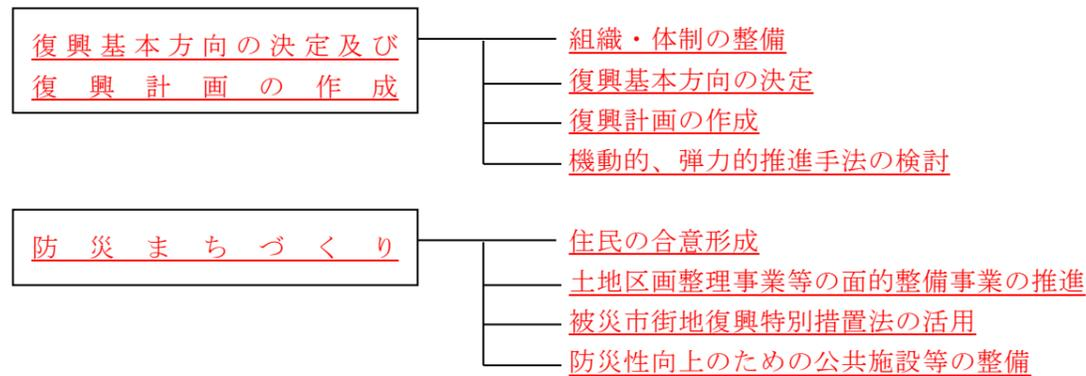 復興基本方向の決定及び
復興計画の作成
組織・体制の整備
復興基本方向の決定
復興計画の作成
機動的、弾力的推進手法の検討
防災まちづくり
住民の合意形成
土地区画整理事業等の面的整備事業の推進
被災市街地復興特別措置法の活用
防災性向上のための公共施設等の整備